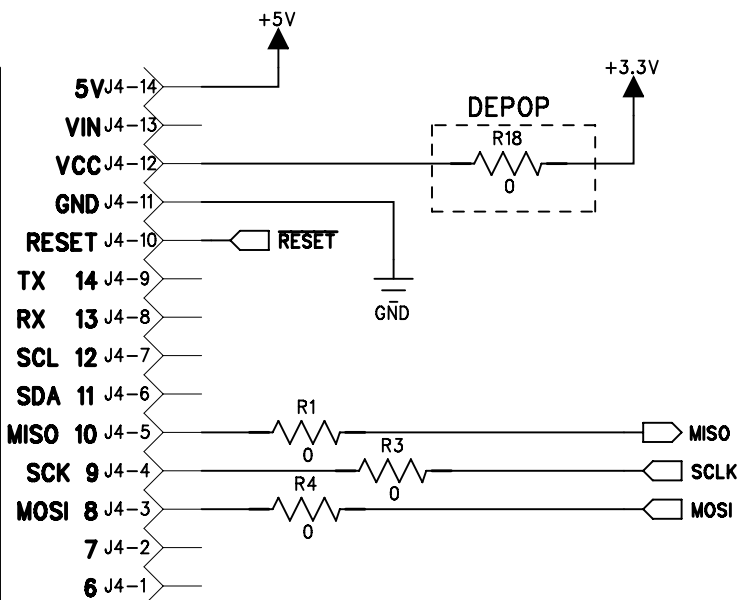 +5V
5V J4-14
+3.3V
DEPOP
VIN J4-13
R18
VCC J4-12
0
GND J4-11
RESET J4-10 RESET
TX 14 J4-9
RX 13 J4-8
GND
SCL 12 J4-7
SDA 11 J4-6
R1
MISO 10 J4-5 MISO
0
R3
SCK 9 J4-4 SCLK
0
R4
MOSI 8 J4-3 MOSI
0
7 J4-2
6 J4-1